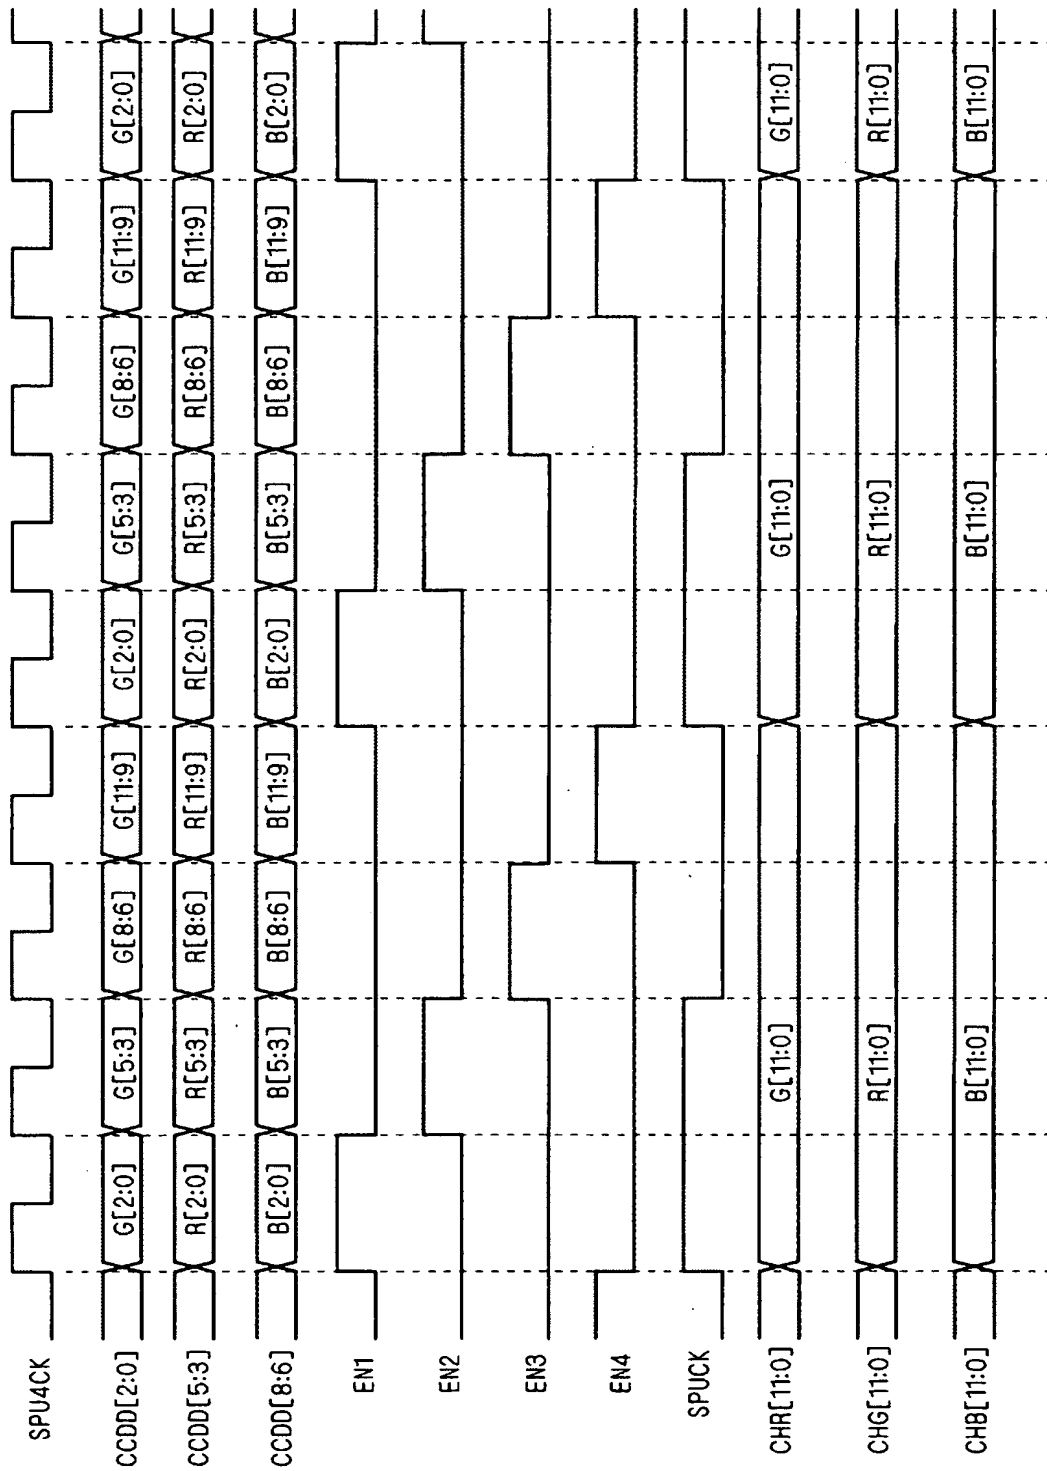 SPU4CK
CCDD[2:0] G[2:0] G[5:3] G[8:6] G[11:9] G[2:0] G[5:3] G[8:6] G[11:9] G[2:0]
CCDD[5:3] R[2:0] R[5:3] R[8:6] R[11:9] R[2:0] R[5:3] R[8:6] R[11:9] R[2:0]
CCDD[8:6] B[2:0] B[5:3] B[8:6] B[11:9] B[2:0] B[5:3] B[8:6] B[11:9] B[2:0]
EN1
EN2
EN3
EN4
SPUCK
CHR[11:0] G[11:0] G[11:0] G[11:0]
CHG[11:0] R[11:0] R[11:0] R[11:0]
CHB[11:0] B[11:0] B[11:0] B[11:0]